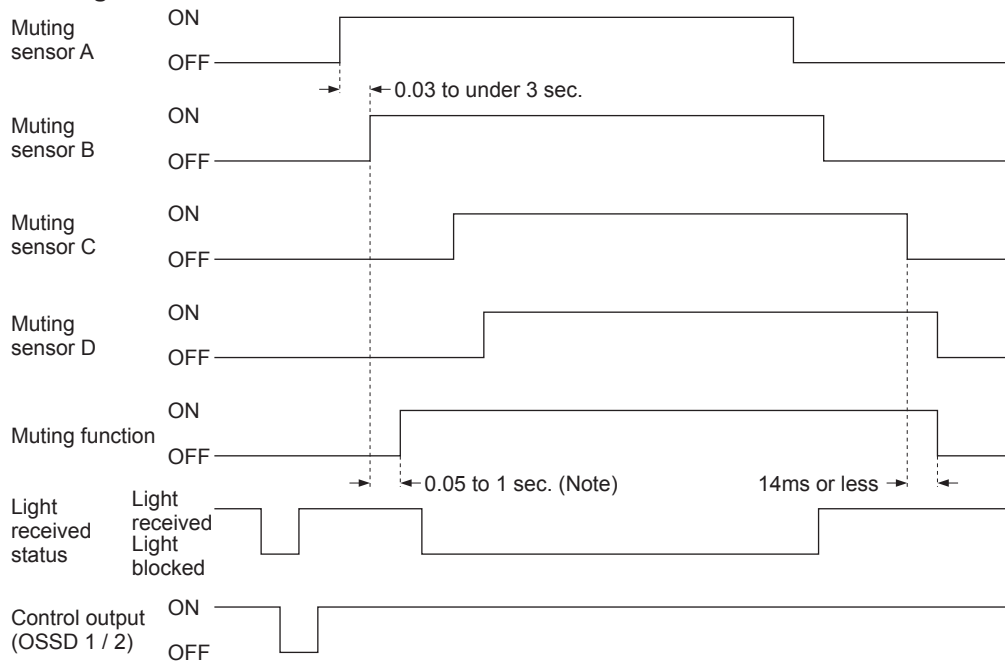 ON
Muting
sensor A
OFF
0.03 to under 3 sec.
ON
Muting
sensor B
OFF
ON
Muting
sensor C
OFF
ON
Muting
sensor D
OFF
ON
Muting function
OFF
0.05 to 1 sec. (Note)
14ms or less
Light
received
status
Light
received
Light
blocked
ON
Control output
(OSSD 1 / 2)
OFF